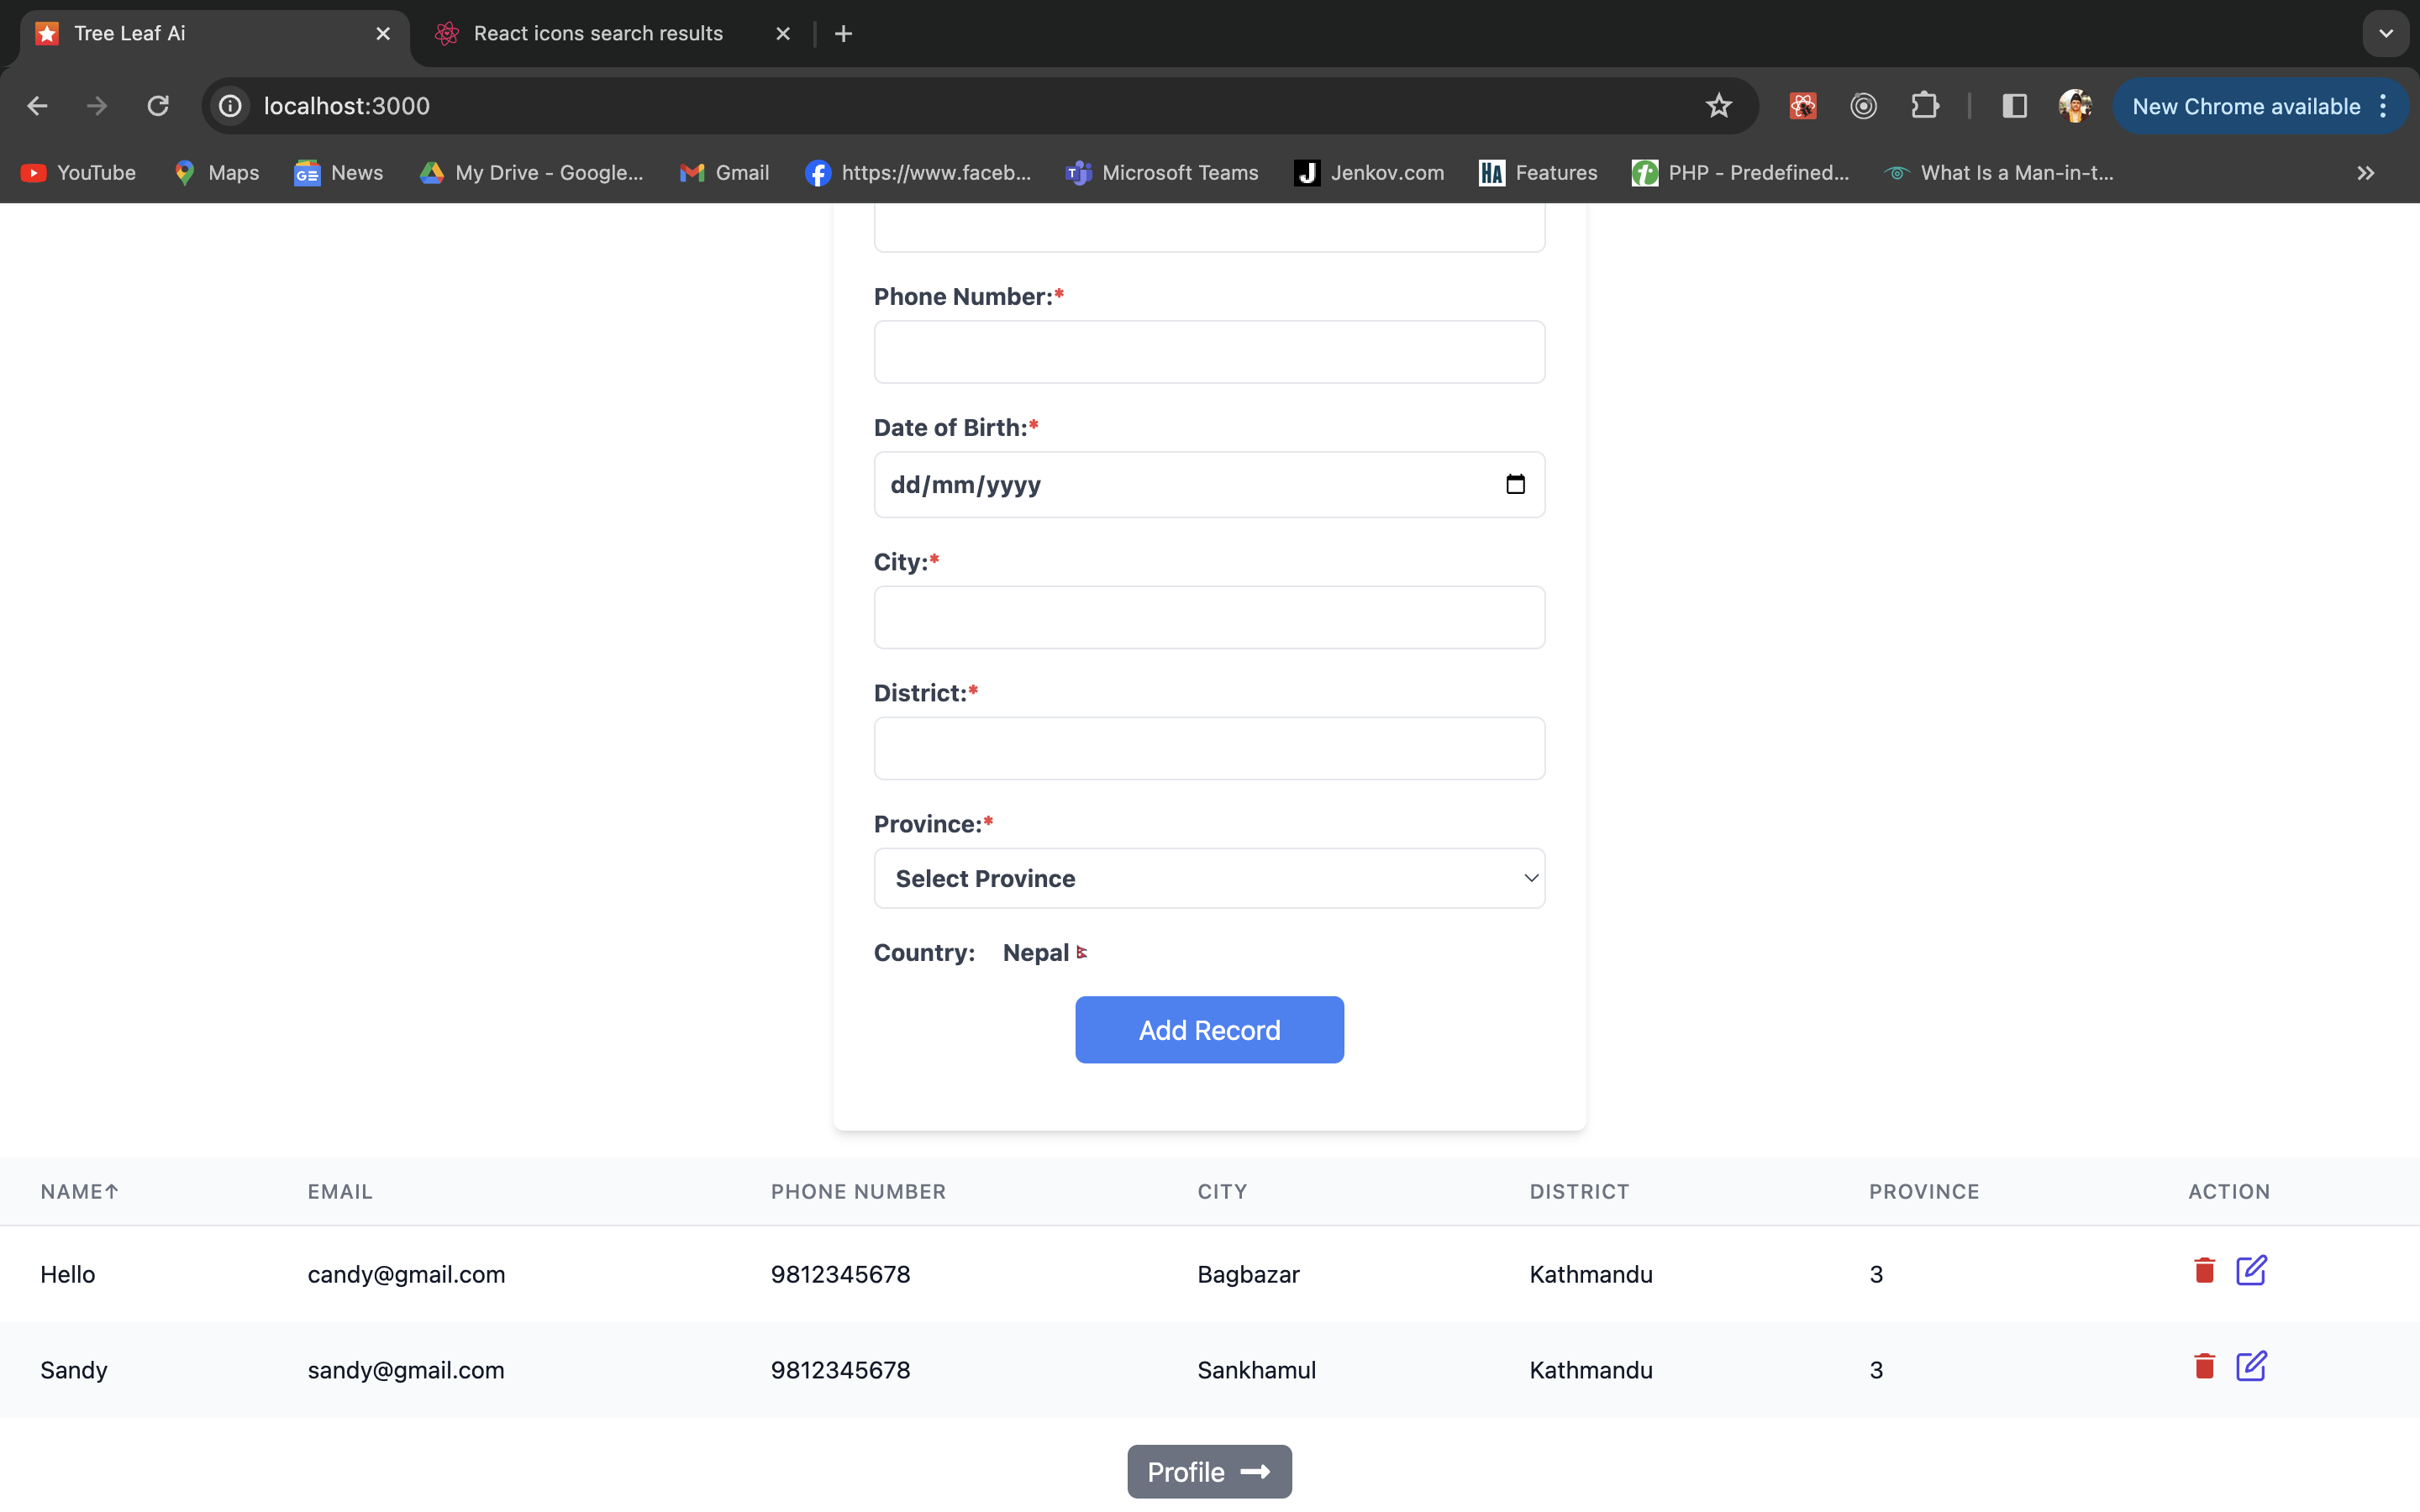 Tree Leaf Ai
React icons search results
localhost:3000
New Chrome available
YouTube
Maps
News
My Drive - Google...
Gmail
https://www.faceb...
Microsoft Teams
Jenkov.com
Features
PHP - Predefined...
What Is a Man-in-t...
Phone Number:*
Date of Birth:*
dd/mm/yyyy
City:*
District:*
Province:*
Select Province
Country: Nepal
Add Record
NAME↑ EMAIL PHONE NUMBER CITY DISTRICT PROVINCE ACTION
Hello candy@gmail.com 9812345678 Bagbazar Kathmandu 3
Sandy sandy@gmail.com 9812345678 Sankhamul Kathmandu 3
Profile